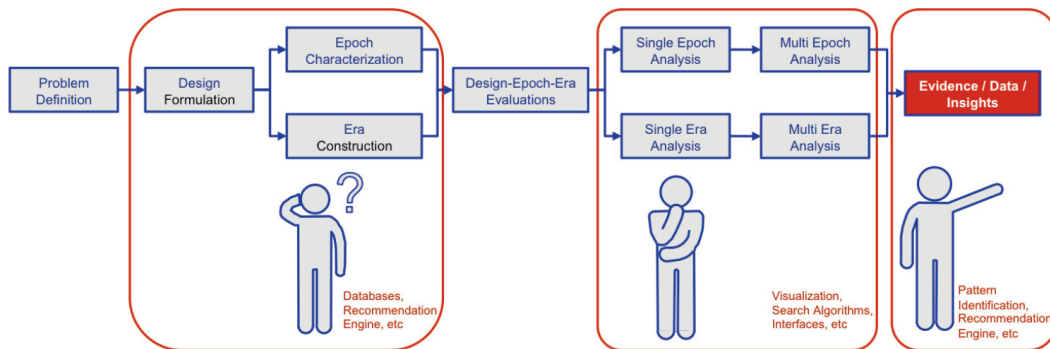 Problem
Definition
Design
Formulation
Epoch
Characterization
Era
Construction
Design-Epoch-Era
Evaluations
Single Epoch
Analysis
Multi Epoch
Analysis
Single Era
Analysis
Multi Era
Analysis
Evidence / Data /
Insights
?
Databases,
Recommendation
Engine, etc
Visualization,
Search Algorithms,
Interfaces, etc
Pattern
Identification,
Recommendation
Engine, etc